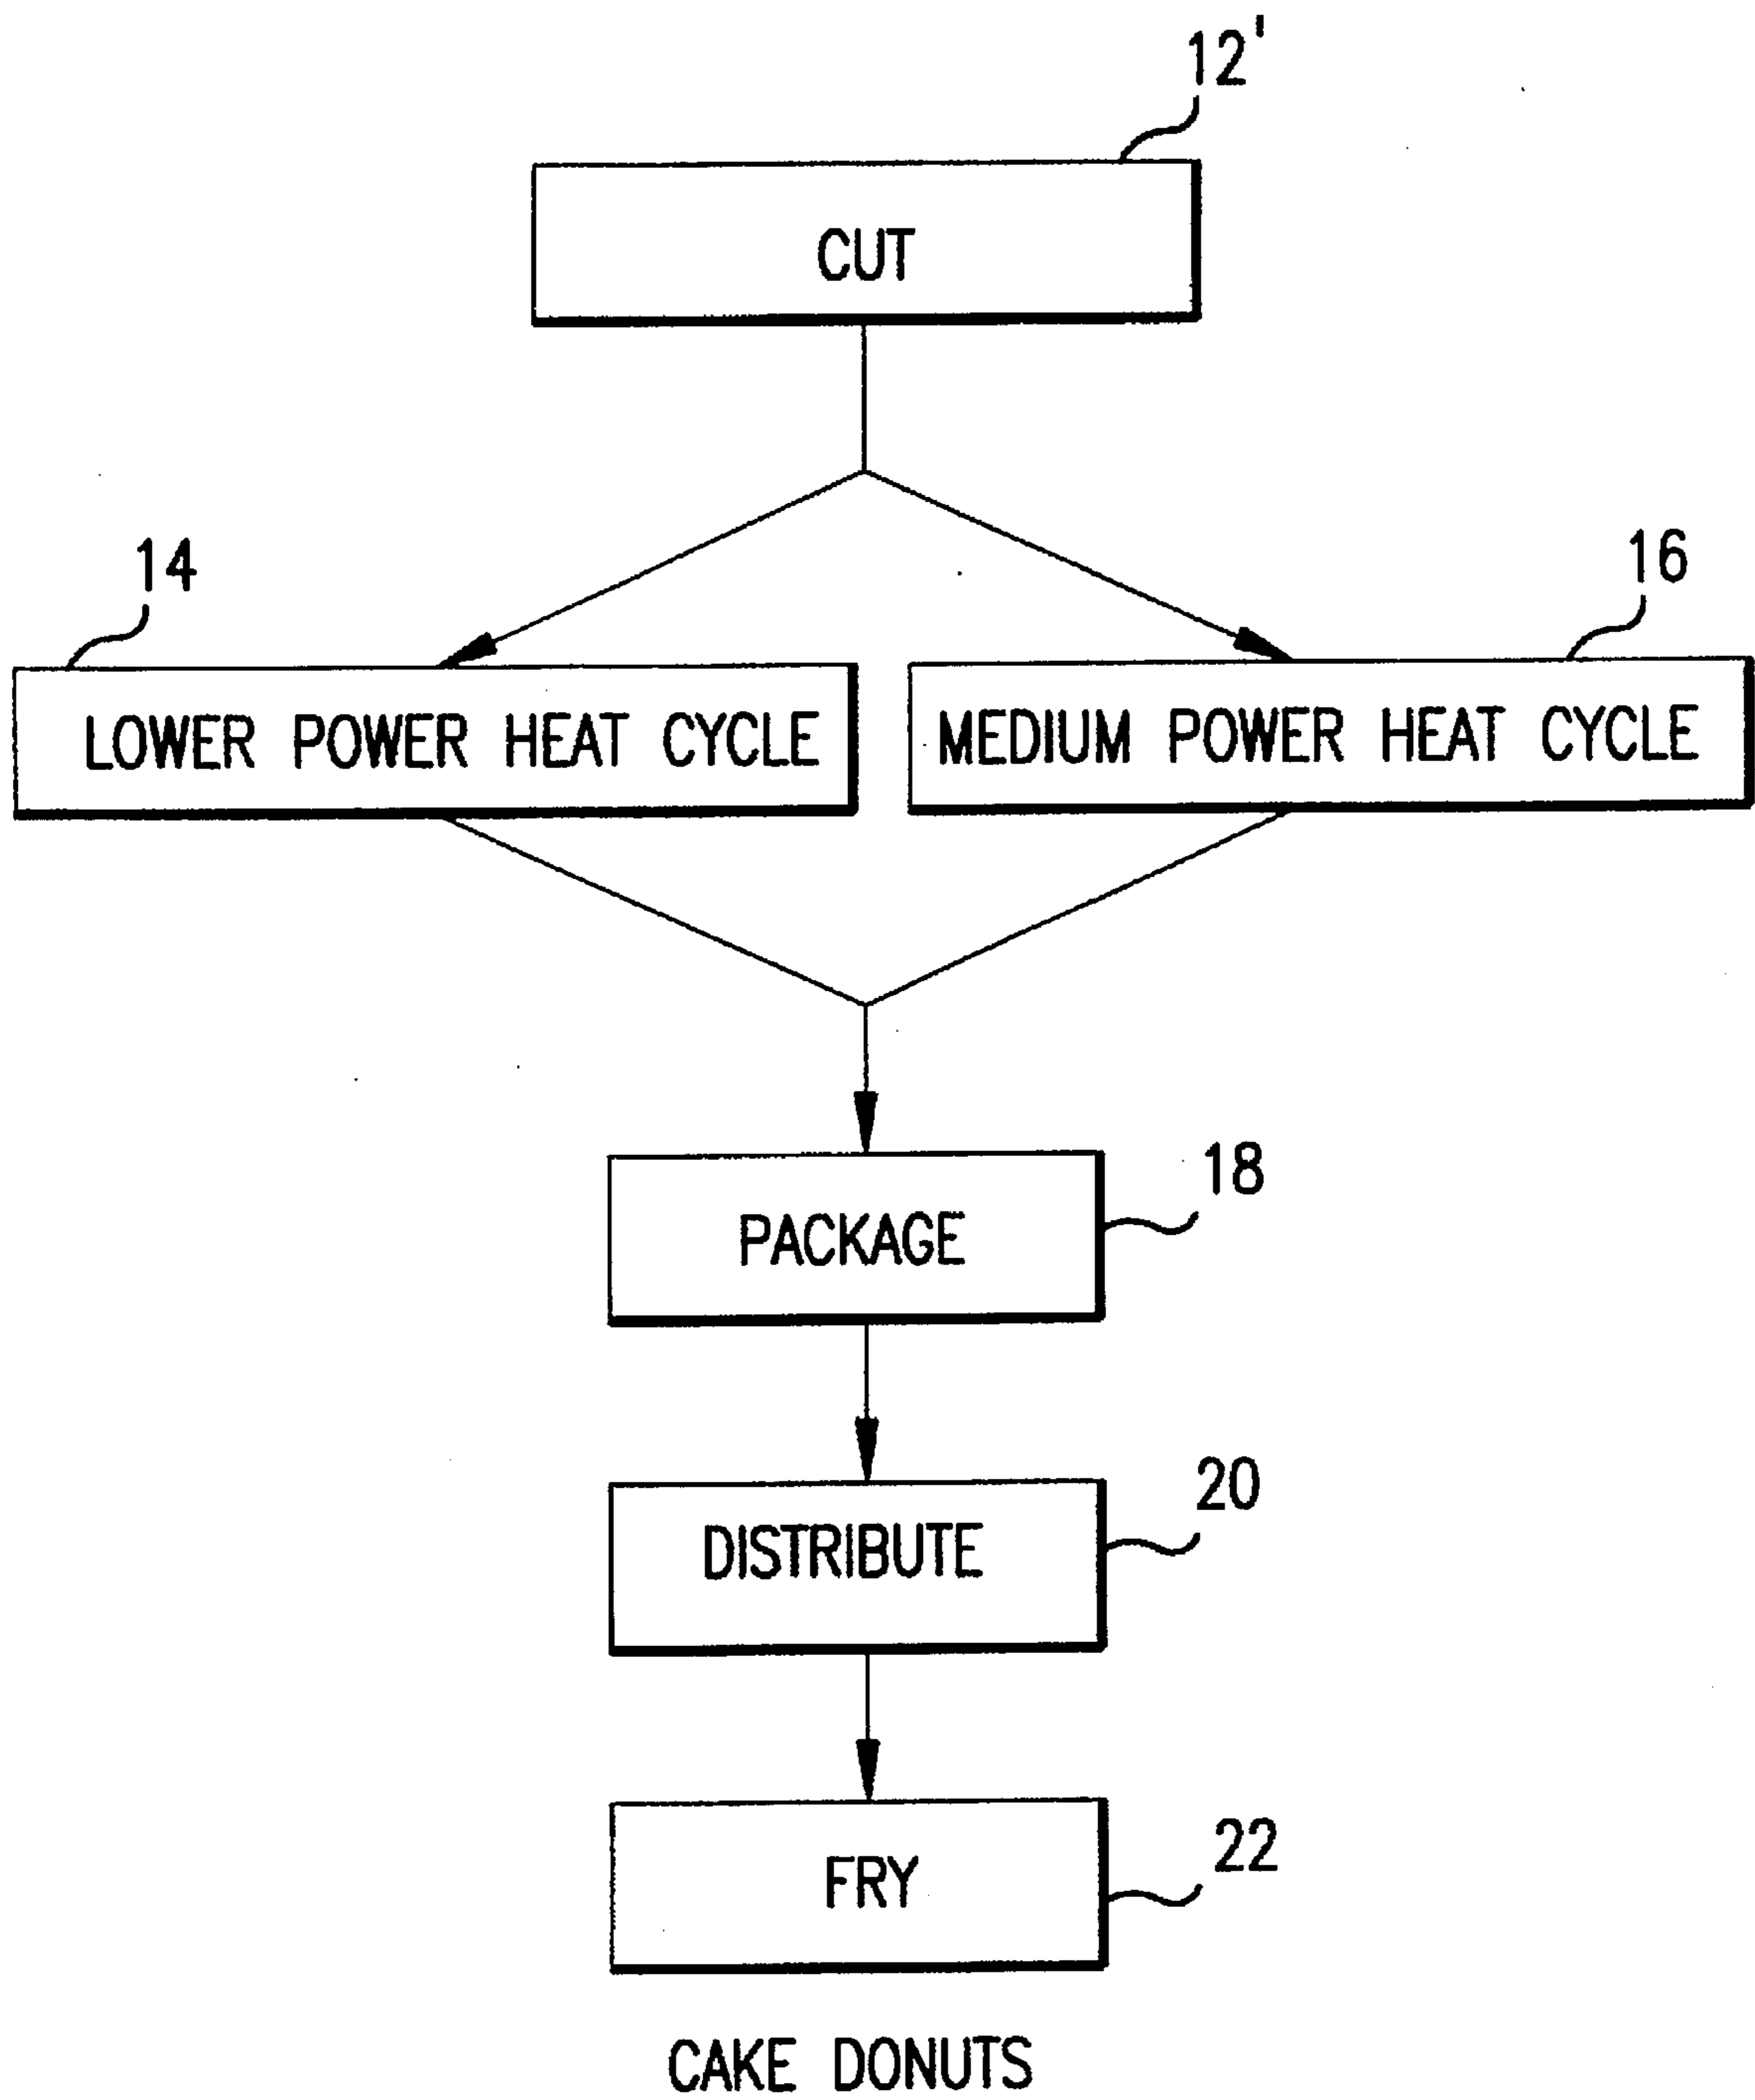 12'
CUT
14
16
LOWER POWER HEAT CYCLE
MEDIUM POWER HEAT CYCLE
18
PACKAGE
20
DISTRIBUTE
22
FRY
CAKE DONUTS